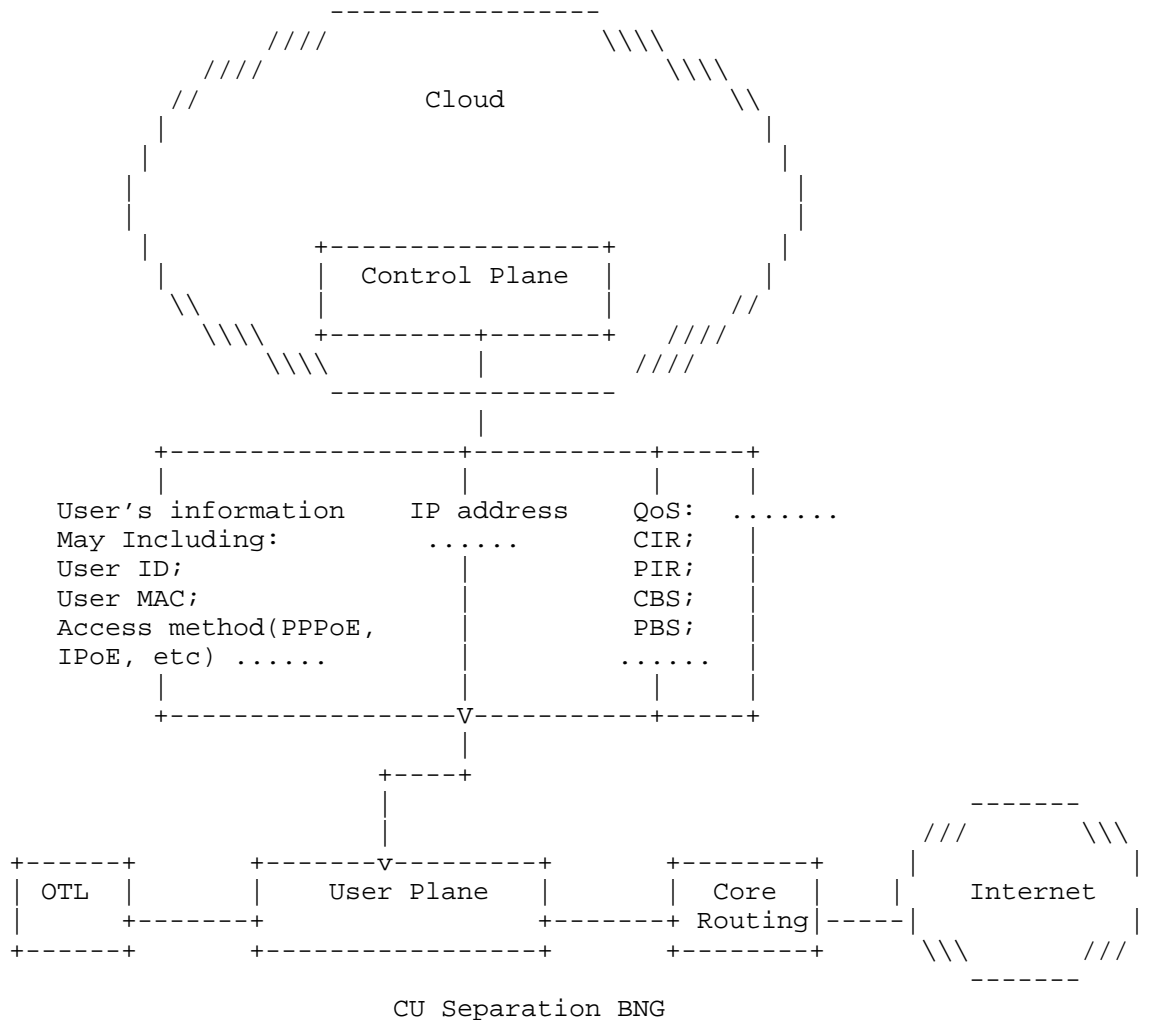 Cloud
Control Plane
User's information IP address QoS: .......
May Including: ...... CIR;
User ID; PIR;
User MAC; CBS;
Access method(PPPoE, PBS;
IPoE, etc) ...... ......
OTL User Plane Core Internet
Routing
CU Separation BNG